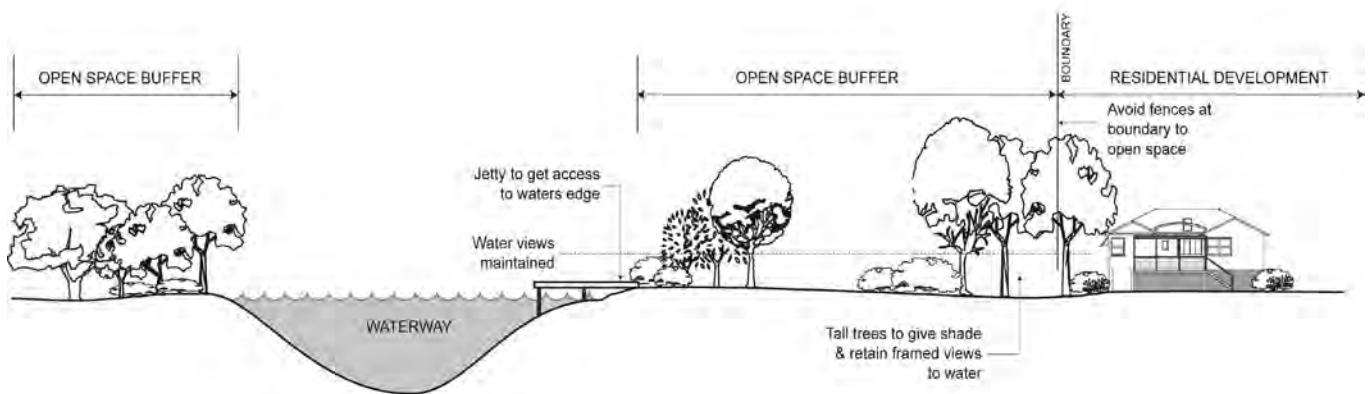 OPEN SPACE BUFFER
OPEN SPACE BUFFER
BOUNDARY
RESIDENTIAL DEVELOPMENT
Avoid fences at
boundary to
open space
Jetty to get access
to waters edge
Water views
maintained
WATERWAY
Tall trees to give shade
& retain framed views
to water